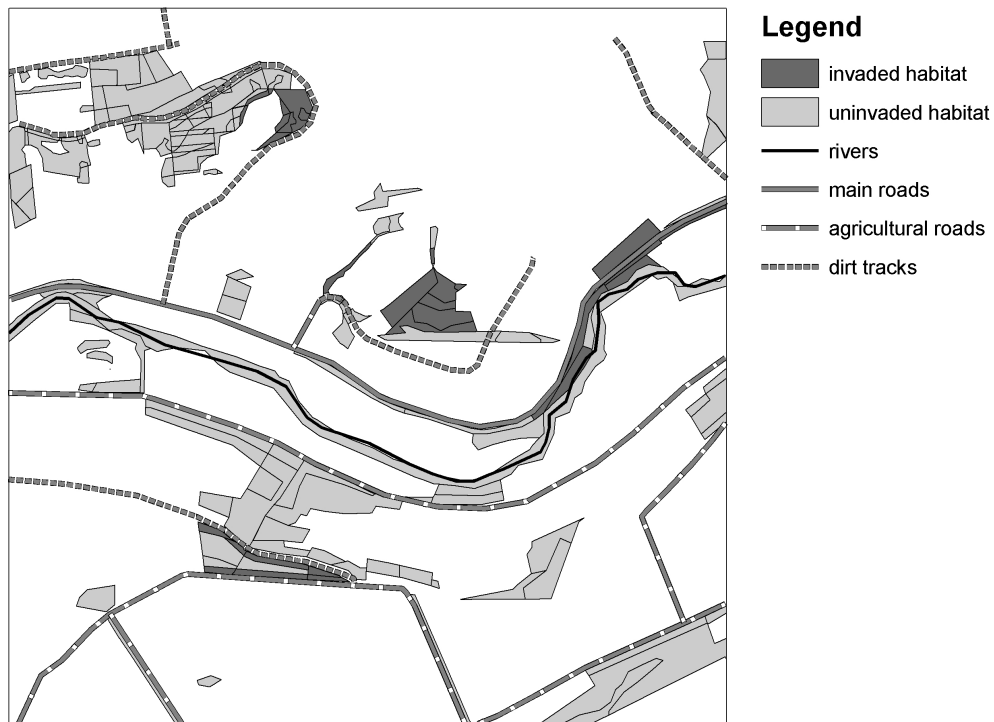 Legend
invaded habitat
uninvaded habitat
rivers
main roads
agricultural roads
dirt tracks